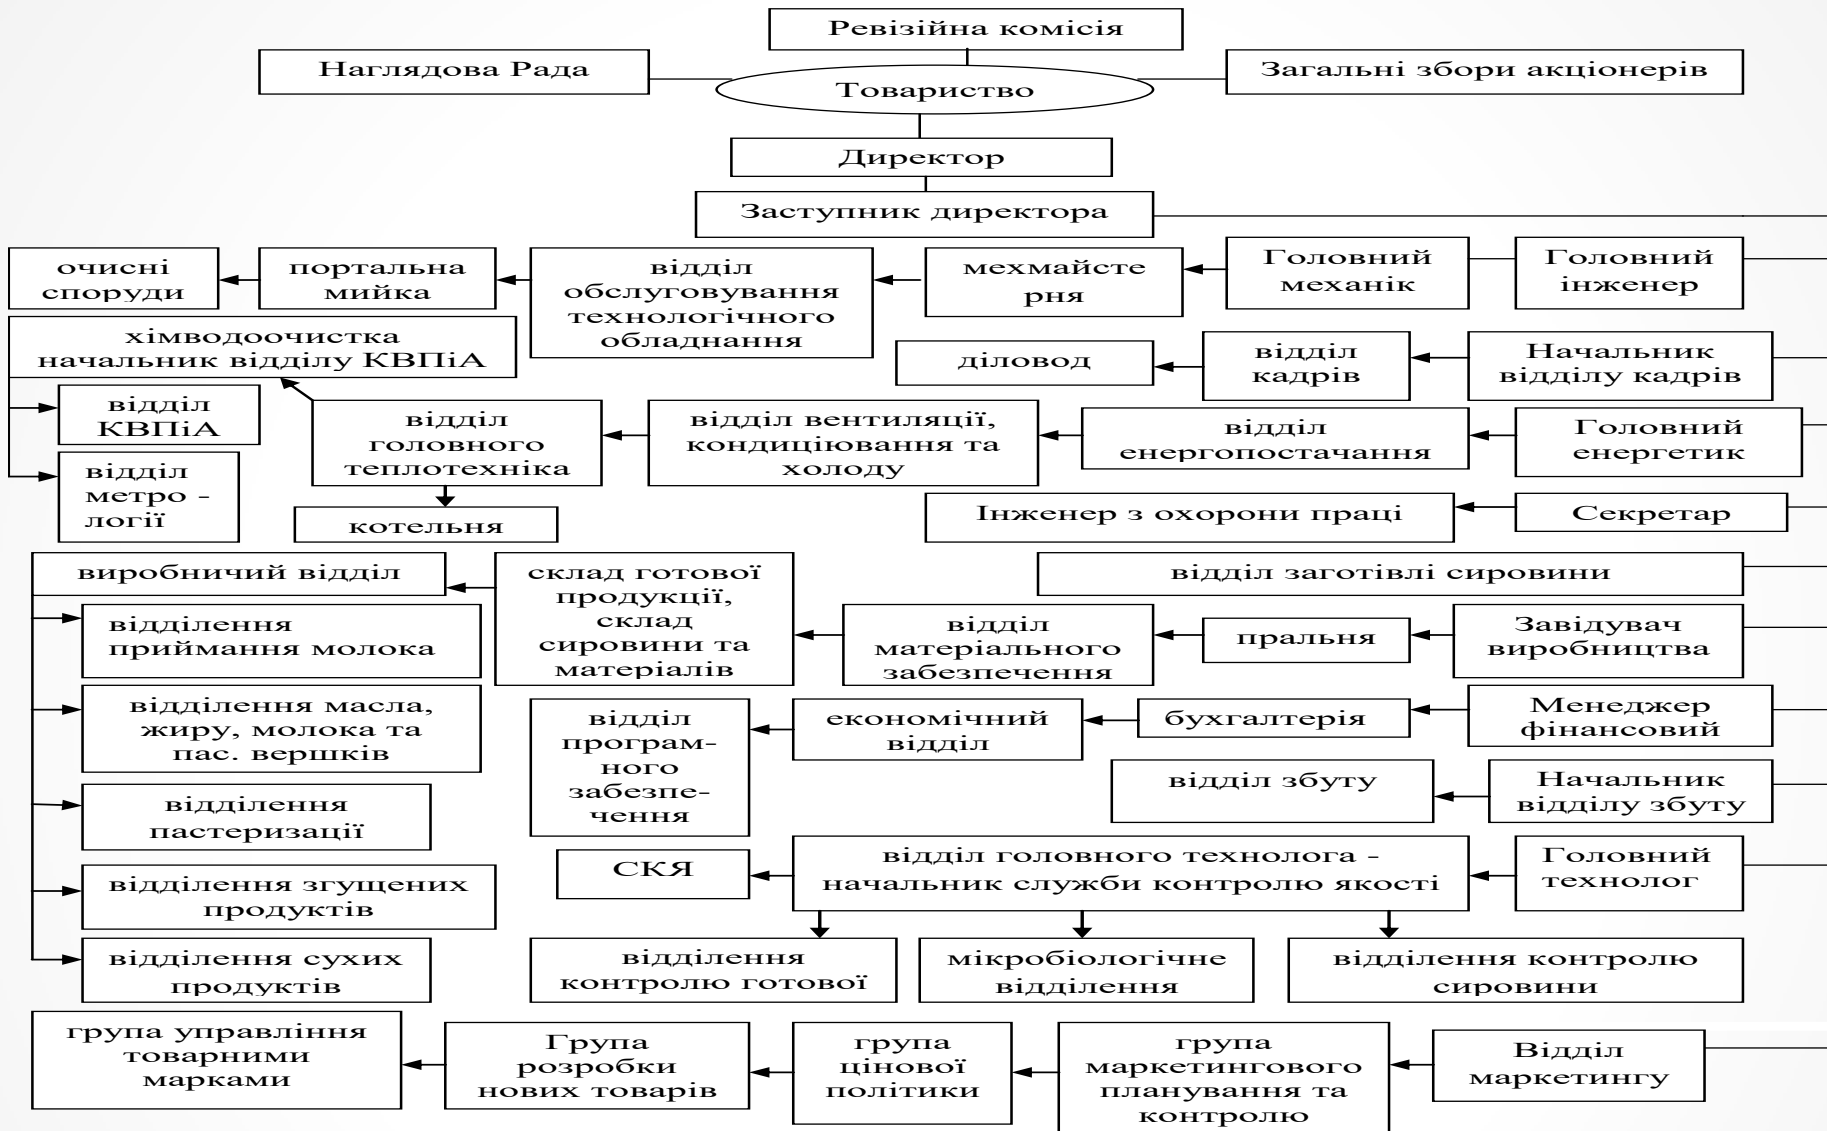 Ревізійна комісія
Наглядова Рада
Загальні збори акціонерів
Товариство
Директор
Заступник директора
очисні
споруди
портальна
мийка
відділ
обслуговування
технологічного
обладнання
мехмайсте
рня
Головний
механік
Головний
інженер
хімводоочистка
начальник відділу КВПіА
діловод
відділ
кадрів
Начальник
відділу кадрів
відділ
КВПіА
відділ
головного
теплотехніка
відділ вентиляції,
кондиціювання та
холоду
відділ
енергопостачання
Головний
енергетик
відділ
метро -
логії
котельня
Інженер з охорони праці
Секретар
виробничий відділ
склад готової
продукції,
склад
сировини та
матеріалів
відділ заготівлі сировини
відділення
приймання молока
відділ
матеріального
забезпечення
пральня
Завідувач
виробництва
відділення масла,
жиру, молока та
пас. вершків
відділ
програм-
ного
забезпе-
чення
економічний
відділ
бухгалтерія
Менеджер
фінансовий
відділ збуту
Начальник
відділу збуту
відділення
пастеризації
СКЯ
відділ головного технолога -
начальник служби контролю якості
Головний
технолог
відділення згущених
продуктів
відділення сухих
продуктів
відділення
контролю готової
мікробіологічне
відділення
відділення контролю
сировини
група управління
товарними
марками
Група
розробки
нових товарів
група
цінової
політики
група
маркетингового
планування та
контролю
Відділ
маркетингу